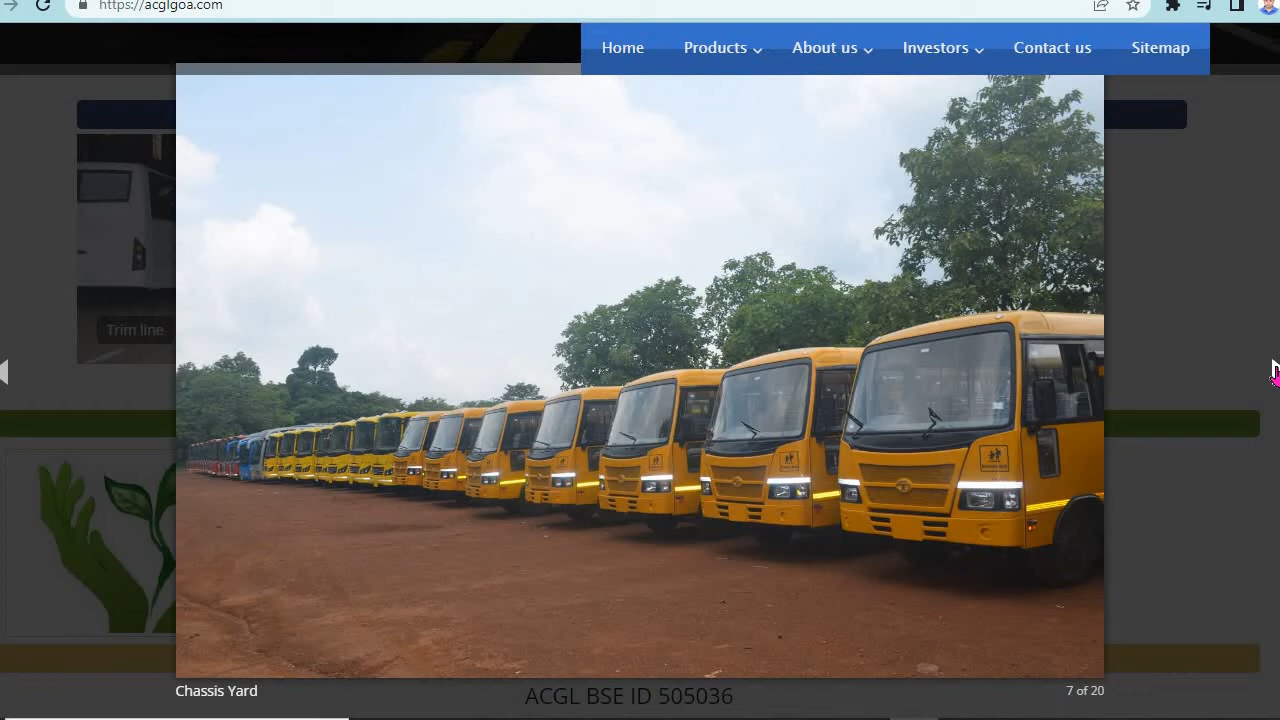 https://acglgoa.com
Home Products About us Investors Contact us Sitemap
Trim line
Chassis Yard
7 of 20
ACGL BSE ID 505036